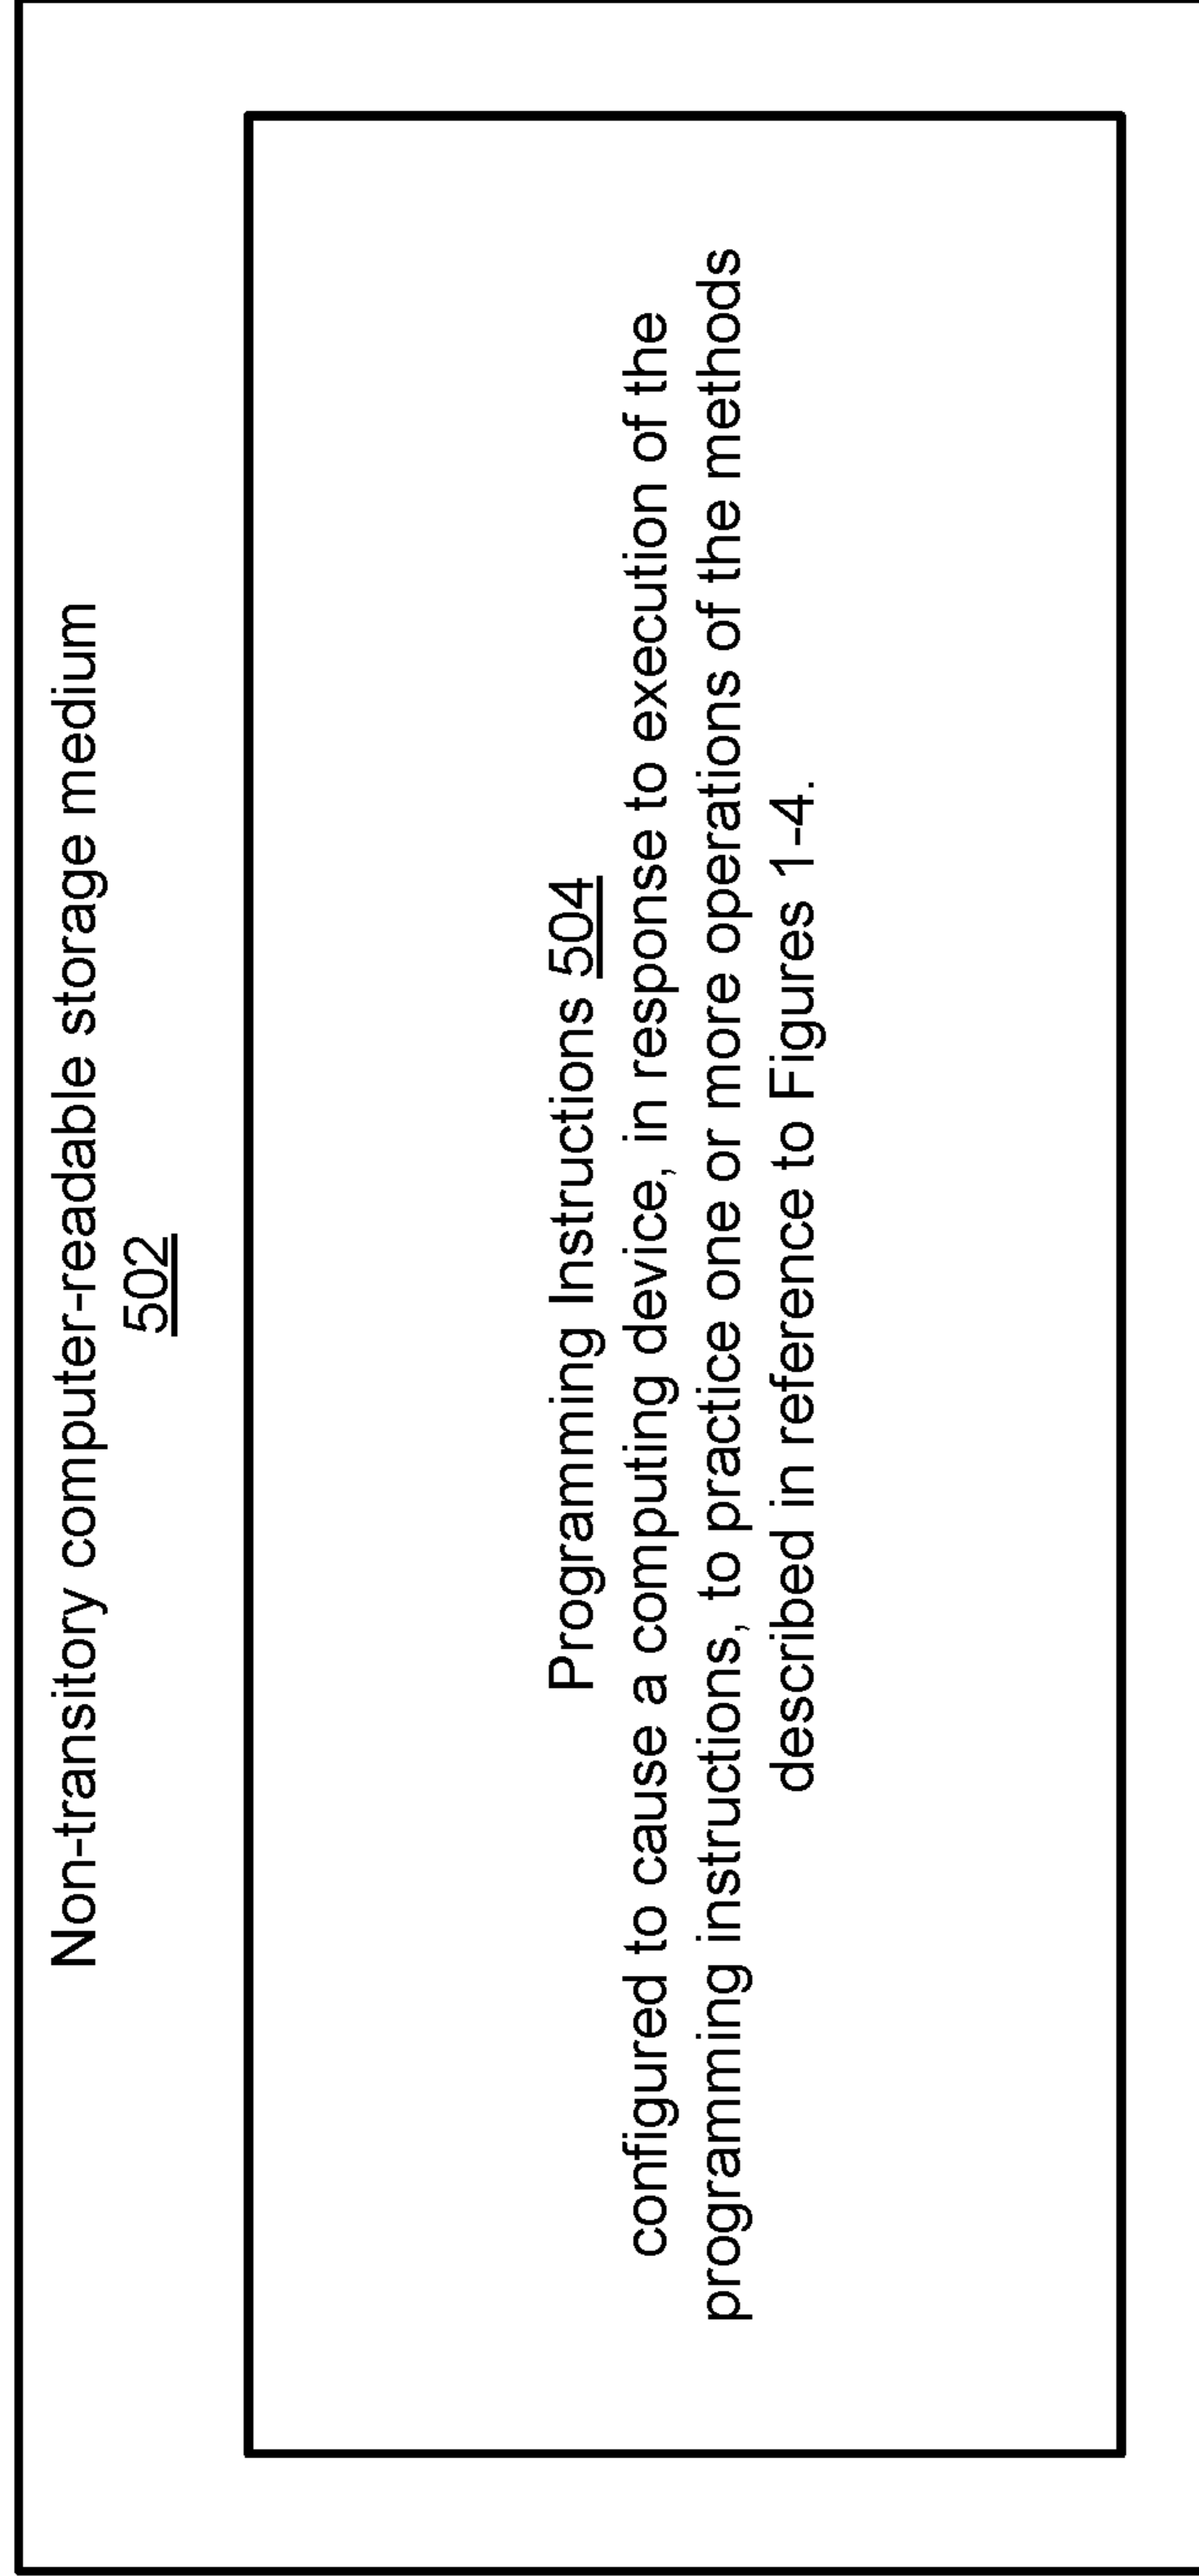 Non-transitory computer-readable storage medium
502
Programming Instructions 504
configured to cause a computing device, in response to execution of the
programming instructions, to practice one or more operations of the methods
described in reference to Figures 1-4.